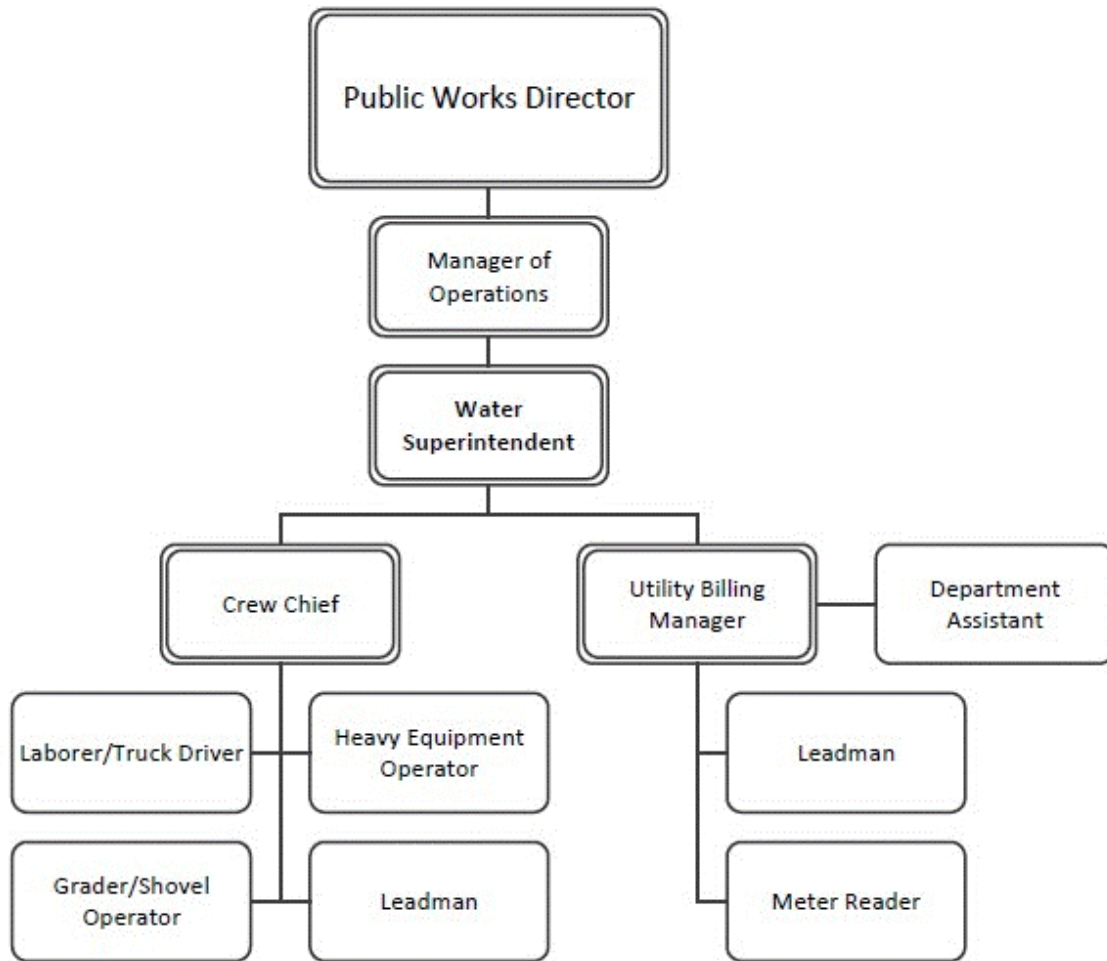 Public Works Director
Manager of
Operations
Water
Superintendent
Crew Chief
Utility Billing
Manager
Department
Assistant
Laborer/Truck Driver
Heavy Equipment
Operator
Leadman
Grader/Shovel
Operator
Leadman
Meter Reader